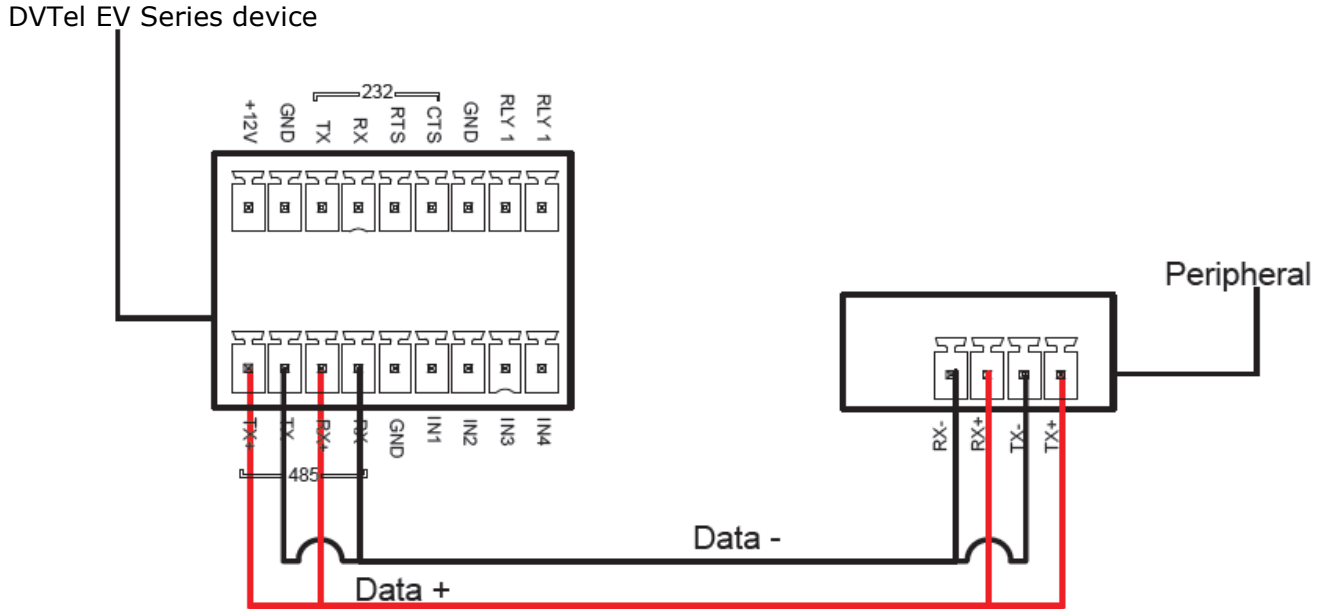 DVTel EV Series device
232
+12V
GND
TX
RX
RTS
CTS
GND
RLY 1
RLY 1
Peripheral
TX+
TX-
RX+
RX-
GND
IN1
IN2
IN3
IN4
485
RX-
RX+
TX-
TX+
Data -
Data +